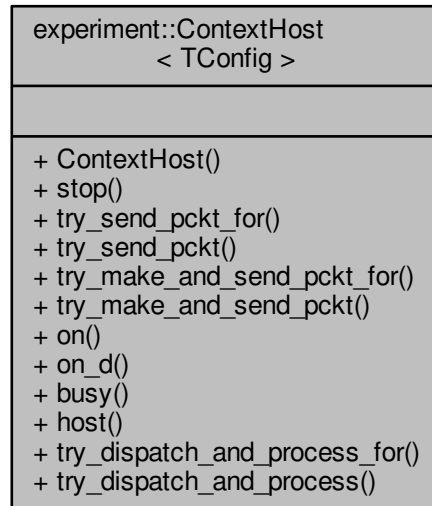 experiment::ContextHost
< TConfig >
+ ContextHost()
+ stop()
+ try_send_pckt_for()
+ try_send_pckt()
+ try_make_and_send_pckt_for()
+ try_make_and_send_pckt()
+ on()
+ on_d()
+ busy()
+ host()
+ try_dispatch_and_process_for()
+ try_dispatch_and_process()